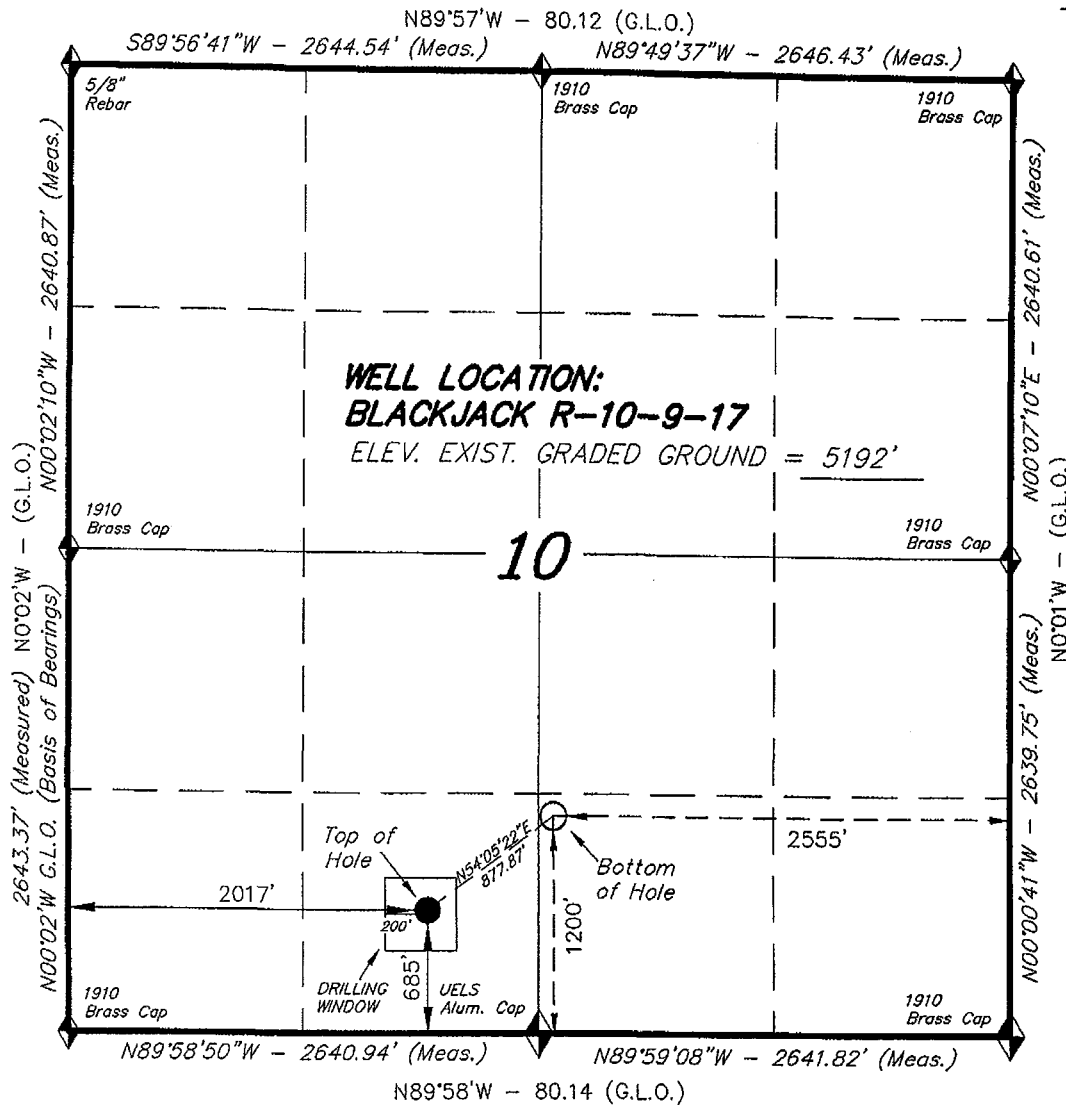 N89°57'W – 80.12 (G.L.O.)
S89°56'41"W – 2644.54' (Meas.)
N89°49'37"W – 2646.43' (Meas.)
5/8"
Rebar
1910
Brass Cap
1910
Brass Cap
N00°02'10"W – 2640.87' (Meas.)
N00°07'10"E – 2640.61' (Meas.)
WELL LOCATION:
BLACKJACK R–10–9–17
ELEV. EXIST. GRADED GROUND = 5192'
N0°02'W – (G.L.O.)
N0°01'W – (G.L.O.)
1910
Brass Cap
10
1910
Brass Cap
2643.37' (Measured)
N00°02'W G.L.O. (Basis of Bearings)
N00°00'41"W – 2639.75' (Meas.)
Top of
Hole
N54°05'22"E
877.87'
2555'
Bottom
of Hole
2017'
200'
1200'
685'
DRILLING
WINDOW
UELS
Alum. Cap
1910
Brass Cap
1910
Brass Cap
N89°58'50"W – 2640.94' (Meas.)
N89°59'08"W – 2641.82' (Meas.)
N89°58'W – 80.14 (G.L.O.)